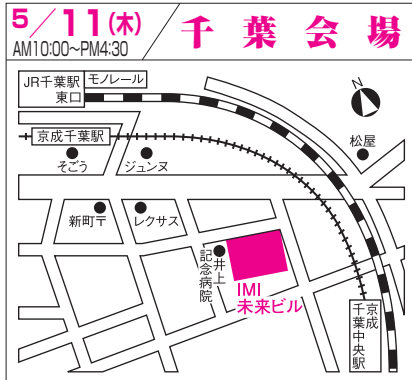 5/11(木)
AM10:00~PM4:30
千葉会場
JR千葉駅
東口
モノレール
N
京成千葉駅
松屋
そごう
ジュンヌ
新町〒
レクサス
井上
記念病院
IMI
未来ビル
京成
千葉中央駅